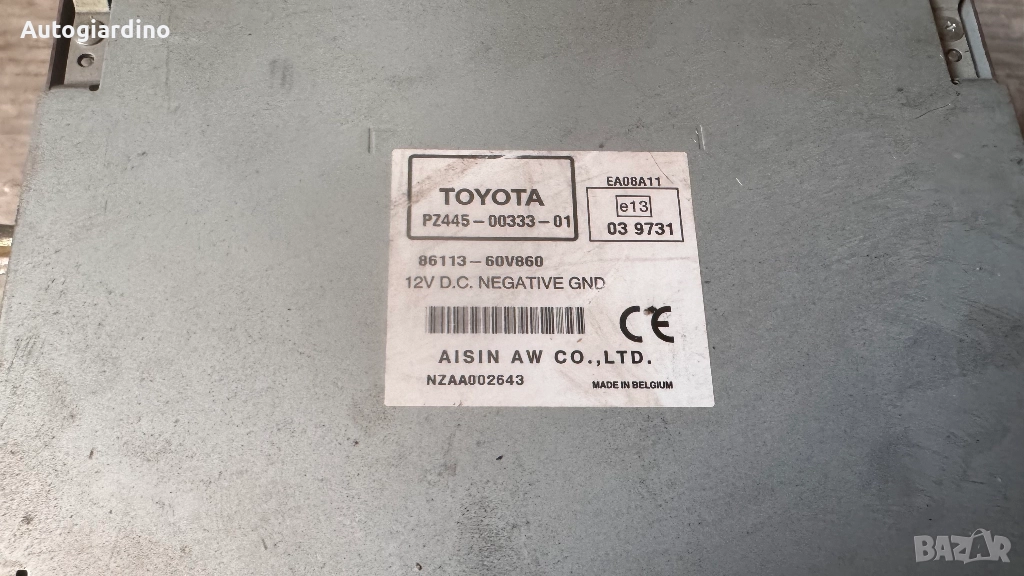 Autogiardino
TOYOTA
PZ445-00333-01
EA08A11
e13
03 9731
86113-60V860
12V D.C. NEGATIVE GND
CE
AISIN AW CO.,LTD.
NZAA002643
MADE IN BELGIUM
BAZAR